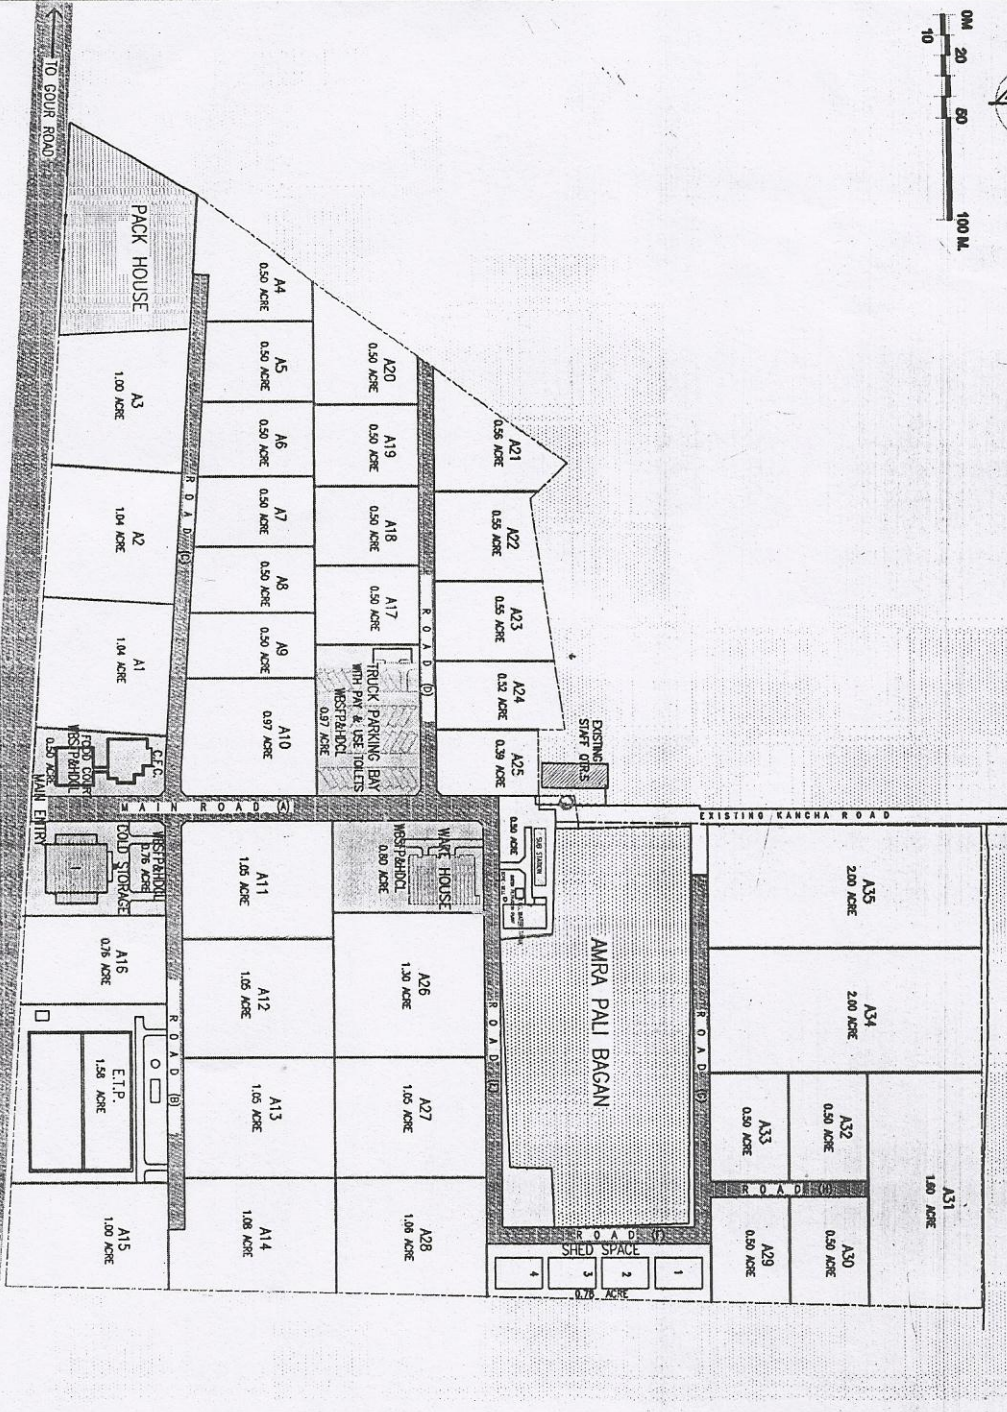 0M 20 50 100 M.
10
TO GOUR ROAD
PACK HOUSE
A3
1.00 ACRE
A2
1.04 ACRE
A1
1.04 ACRE
C.F.C.
FOOD COURT
WBSFP&HDCL
0.50 ACRE
MAIN ENTRY
ROAD (C)
A4
0.50 ACRE
A5
0.50 ACRE
A6
0.50 ACRE
A7
0.50 ACRE
A8
0.50 ACRE
A9
0.50 ACRE
A10
0.97 ACRE
A20
0.50 ACRE
A19
0.50 ACRE
A18
0.50 ACRE
A17
0.50 ACRE
TRUCK PARKING BAY
WITH PAY & USE TOILETS
WBSFP&HDCL
0.97 ACRE
ROAD (D)
A21
0.56 ACRE
A22
0.55 ACRE
A23
0.55 ACRE
A24
0.52 ACRE
A25
0.39 ACRE
EXISTING
STAFF QTRS
MAIN ROAD (A)
EXISTING KANCHA ROAD
WBSFP&HDCL
0.76 ACRE
COLD STORAGE
A16
0.76 ACRE
E.T.P.
1.58 ACRE
A15
1.00 ACRE
ROAD (B)
A11
1.05 ACRE
A12
1.05 ACRE
A13
1.05 ACRE
A14
1.08 ACRE
WARE HOUSE
WBSFP&HDCL
0.80 ACRE
A26
1.30 ACRE
A27
1.05 ACRE
A28
1.06 ACRE
ROAD (E)
0.50 ACRE
SUB STATION
AMRA PALI BAGAN
ROAD (F)
SHED SPACE
1
2
3
4
0.78 ACRE
ROAD (G)
A35
2.00 ACRE
A34
2.00 ACRE
A33
0.50 ACRE
A32
0.50 ACRE
A31
1.60 ACRE
ROAD (H)
A29
0.50 ACRE
A30
0.50 ACRE